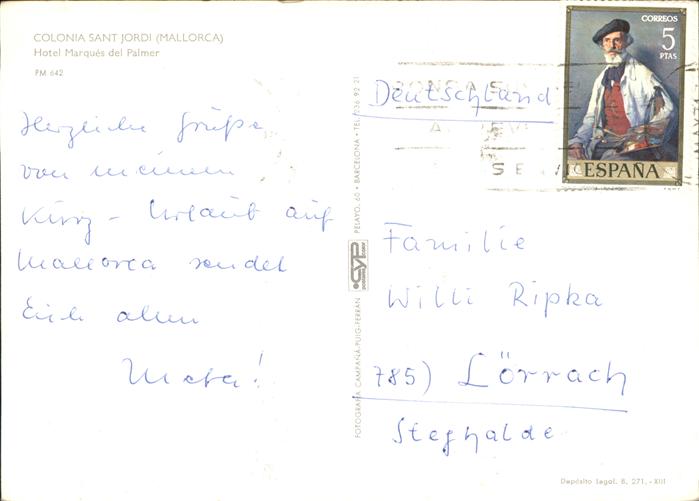 COLONIA SANT JORDI (MALLORCA)
Hotel Marqués del Palmer
PM 642
Herzliche Grüße
von meinem
Kurz-Urlaub auf
Mallorca sendet
Euch allen
Meta!
FOTOGRAFIA CAMPAÑÁ-PUIG-FERRAN
CYP
PELAYO, 60 • BARCELONA • TEL. 236 92 21
CORREOS
5
PTAS
ESPAÑA
Deutschland
Familie
Willi Ripka
785) Lörrach
Steghalde
Depósito Legal. B. 271.-XIII